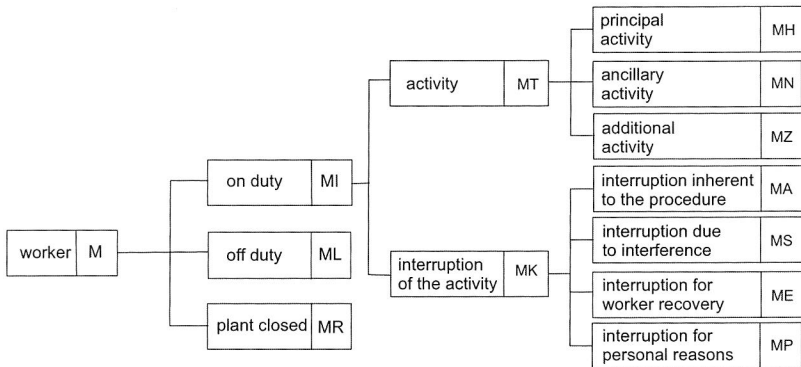 principal
activity
MH
activity
MT
ancillary
activity
MN
additional
activity
MZ
on duty
MI
interruption inherent
to the procedure
MA
worker
M
off duty
ML
interruption
of the activity
MK
interruption due
to interference
MS
interruption for
worker recovery
ME
plant closed
MR
interruption for
personal reasons
MP